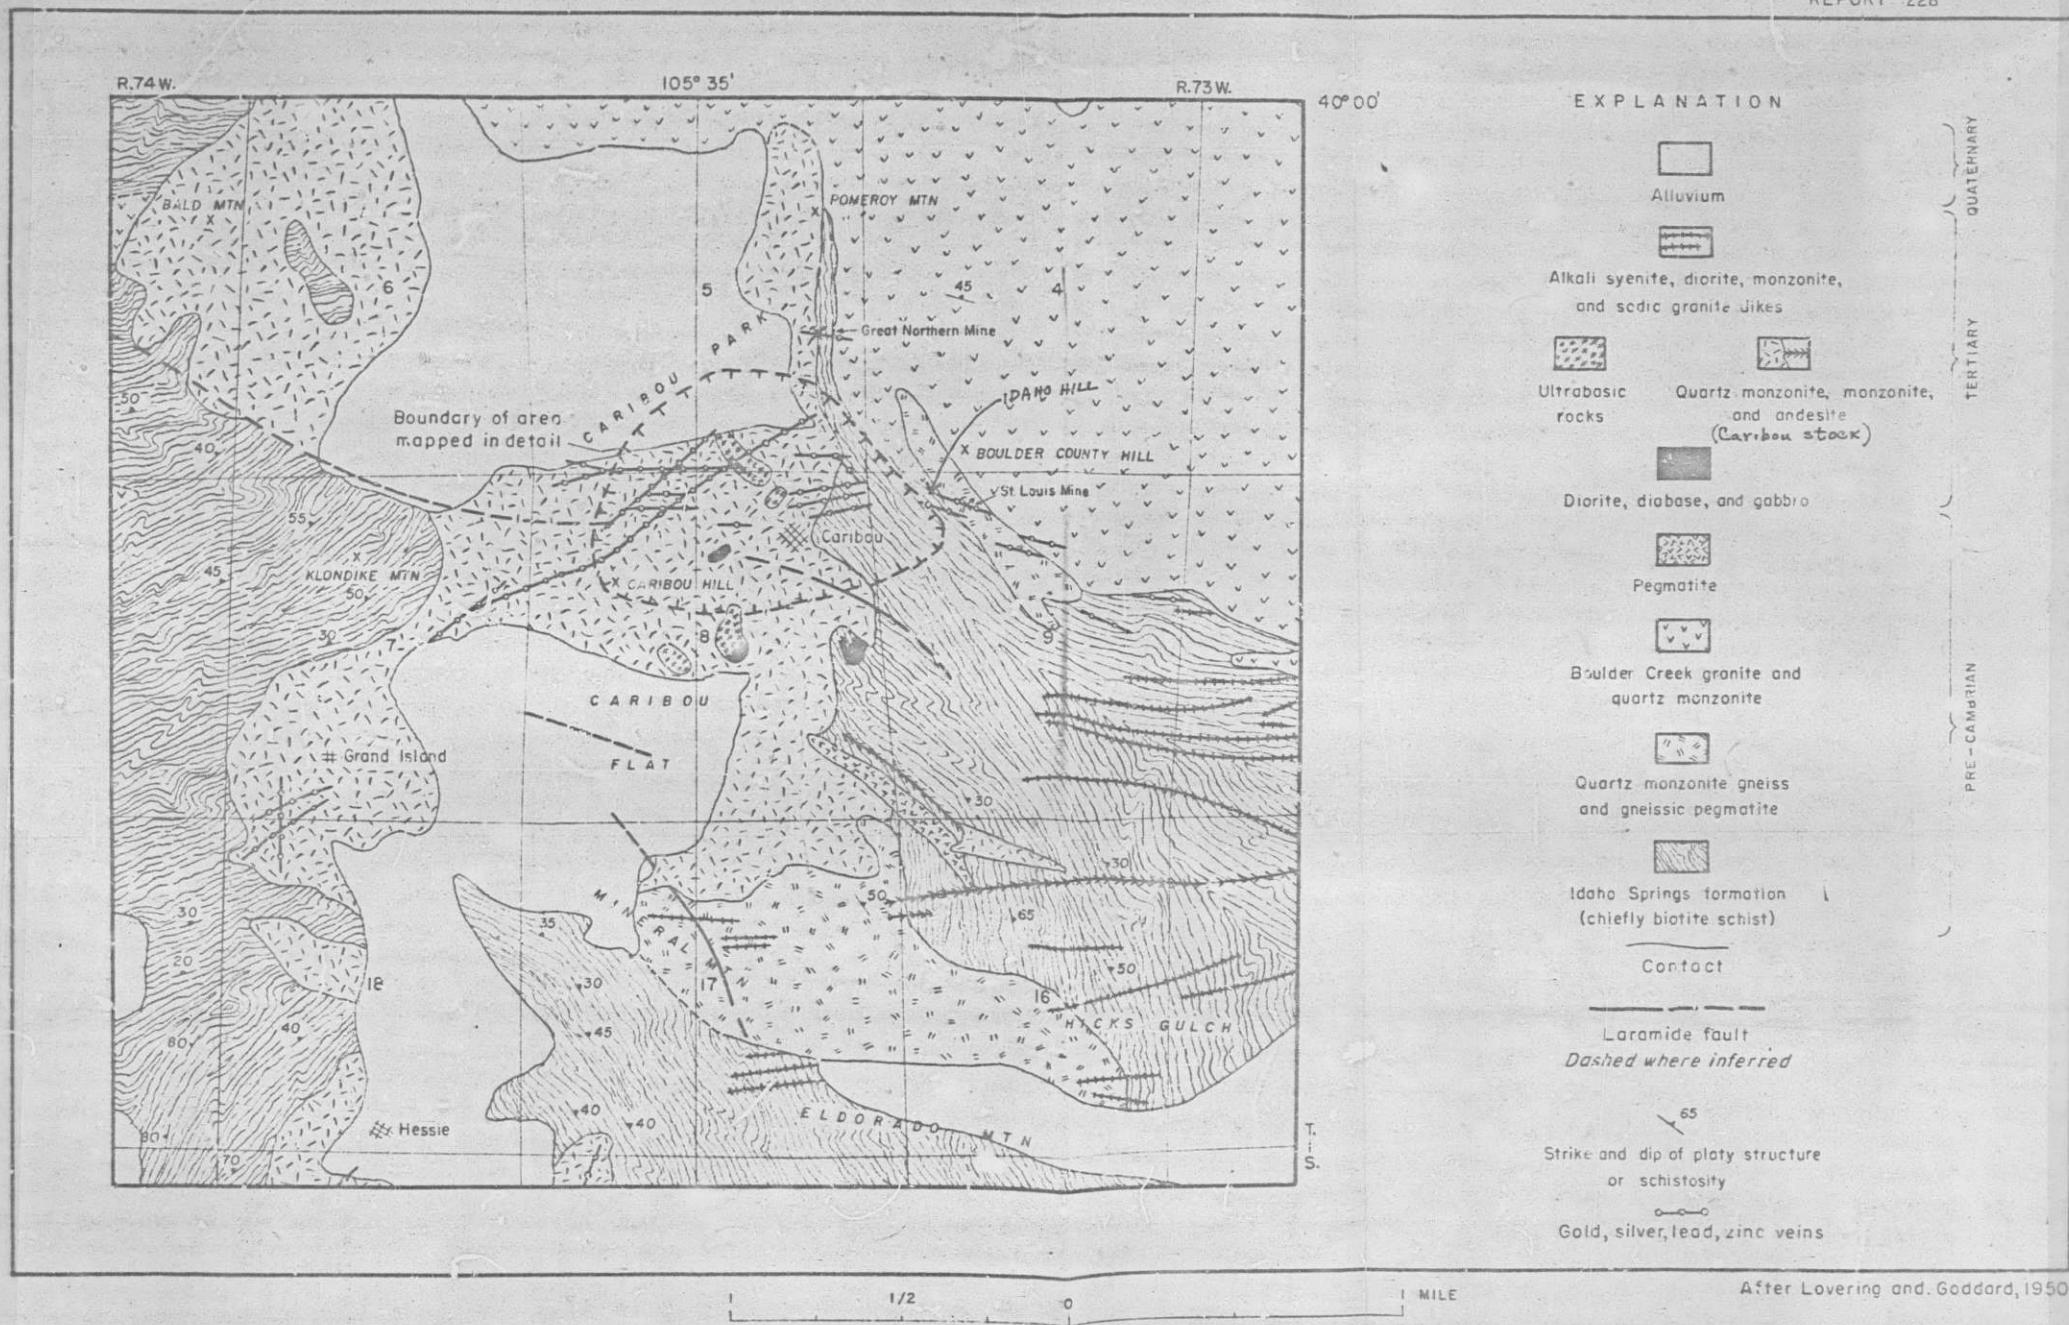 REPORT 228
R.74W.
105° 35'
R.73W.
40°00'
BALD MTN
POMEROY MTN
6
5
45
4
Great Northern Mine
CARIBOU PARK
IDAHO HILL
50
Boundary of area
mapped in detail
40
BOULDER COUNTY HILL
St. Louis Mine
55
Caribou
KLONDIKE MTN
45
50
CARIBOU HILL
30
7
8
9
CARIBOU
FLAT
Grand Island
30
30
50
65
30
35
MINERAL MTN
20
18
30
17
50
16
HICKS GULCH
40
80
45
40
40
ELDORADO MTN
Hessie
80
70
T.
1
S.
EXPLANATION
Alluvium
Alkali syenite, diorite, monzonite,
and sodic granite dikes
Ultrabasic
rocks
Quartz monzonite, monzonite,
and andesite
(Caribou stock)
Diorite, diabase, and gabbro
Pegmatite
Boulder Creek granite and
quartz monzonite
Quartz monzonite gneiss
and gneissic pegmatite
Idaho Springs formation
(chiefly biotite schist)
Contact
Laramide fault
Dashed where inferred
65
Strike and dip of platy structure
or schistosity
Gold, silver, lead, zinc veins
QUATERNARY
TERTIARY
PRE-CAMBRIAN
After Lovering and. Goddard, 1950
1
1/2
0
1 MILE